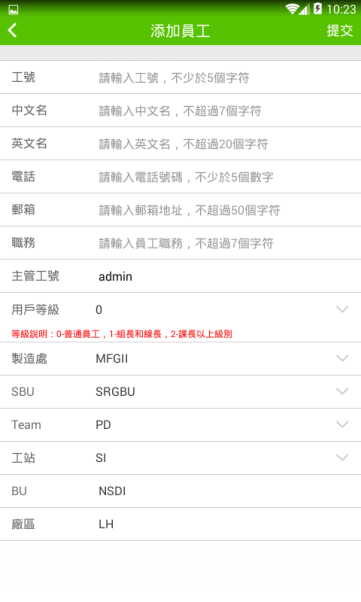 10:23
添加員工
提交
工號 請輸入工號，不少於5個字符
中文名 請輸入中文名，不超過7個字符
英文名 請輸入英文名，不超過20個字符
電話 請輸入電話號碼，不少於5個數字
郵箱 請輸入郵箱地址，不超過50個字符
職務 請輸入員工職務，不超過7個字符
主管工號 admin
用戶等級 0
等級說明：0-普通員工，1-組長和線長，2-課長以上級別
製造處 MFGII
SBU SRGBU
Team PD
工站 SI
BU NSDI
廠區 LH